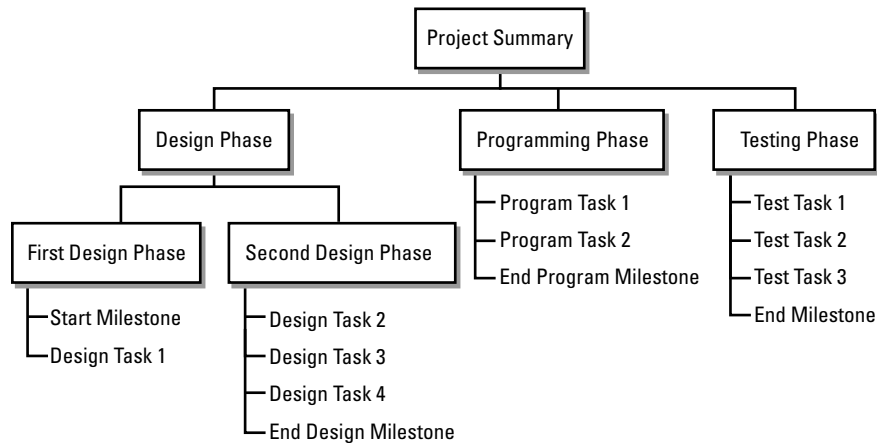 Project Summary
Design Phase
Programming Phase
Testing Phase
First Design Phase
Second Design Phase
Start Milestone
Design Task 1
Design Task 2
Design Task 3
Design Task 4
End Design Milestone
Program Task 1
Program Task 2
End Program Milestone
Test Task 1
Test Task 2
Test Task 3
End Milestone